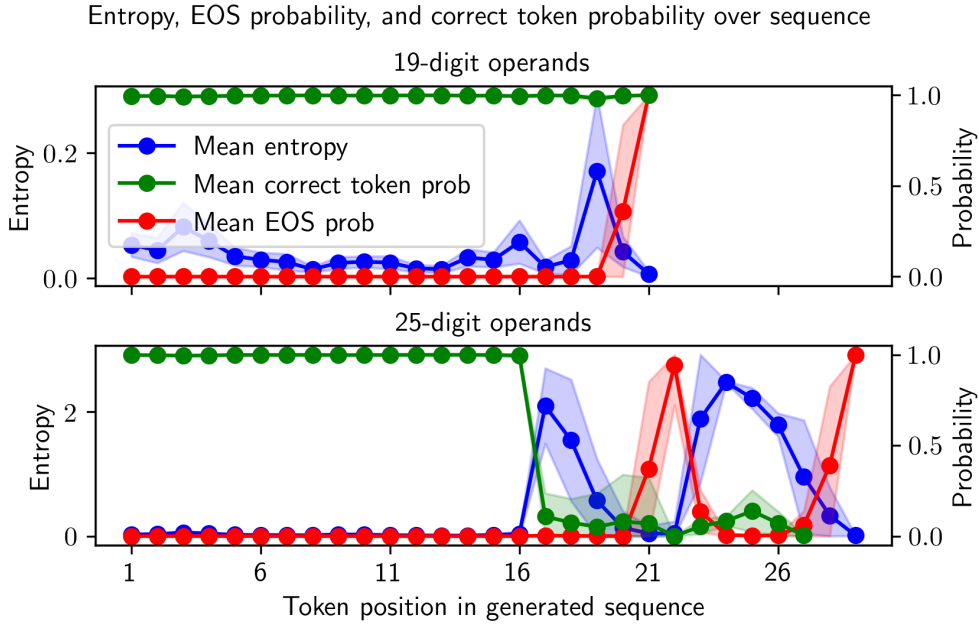 Entropy, EOS probability, and correct token probability over sequence
19-digit operands
Entropy
0.2
0.0
Mean entropy
Mean correct token prob
Mean EOS prob
1.0
0.5
0.0
Probability
25-digit operands
Entropy
2
0
1.0
0.5
0.0
Probability
1 6 11 16 21 26
Token position in generated sequence